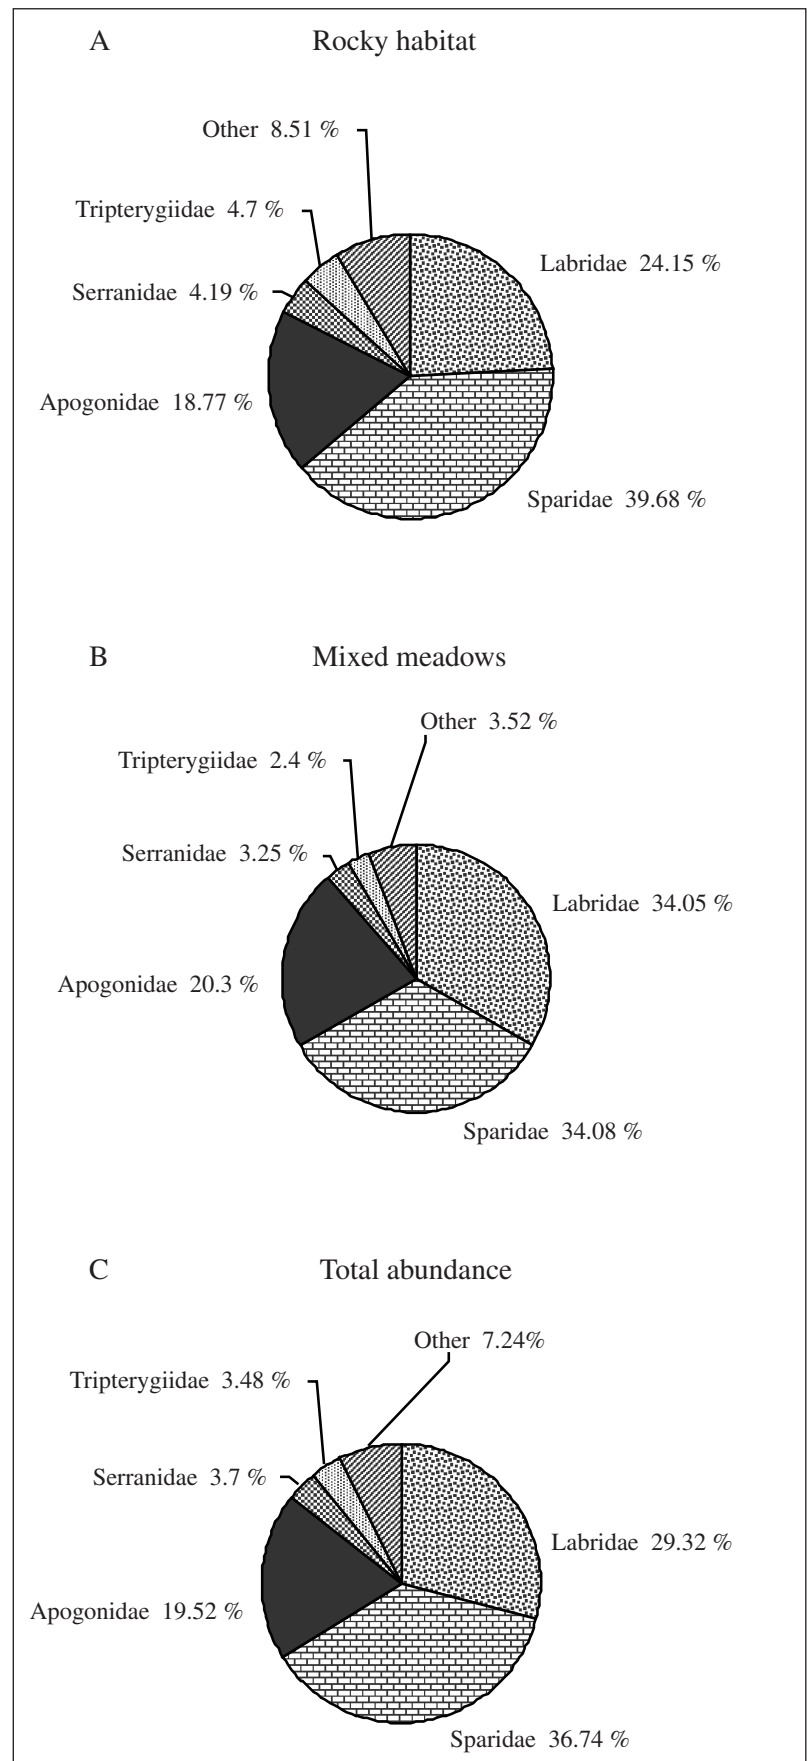 A Rocky habitat
Other 8.51 %
Tripterygiidae 4.7 %
Labridae 24.15 %
Serranidae 4.19 %
Apogonidae 18.77 %
Sparidae 39.68 %
B Mixed meadows
Other 3.52 %
Tripterygiidae 2.4 %
Serranidae 3.25 %
Labridae 34.05 %
Apogonidae 20.3 %
Sparidae 34.08 %
C Total abundance
Other 7.24%
Tripterygiidae 3.48 %
Serranidae 3.7 %
Labridae 29.32 %
Apogonidae 19.52 %
Sparidae 36.74 %